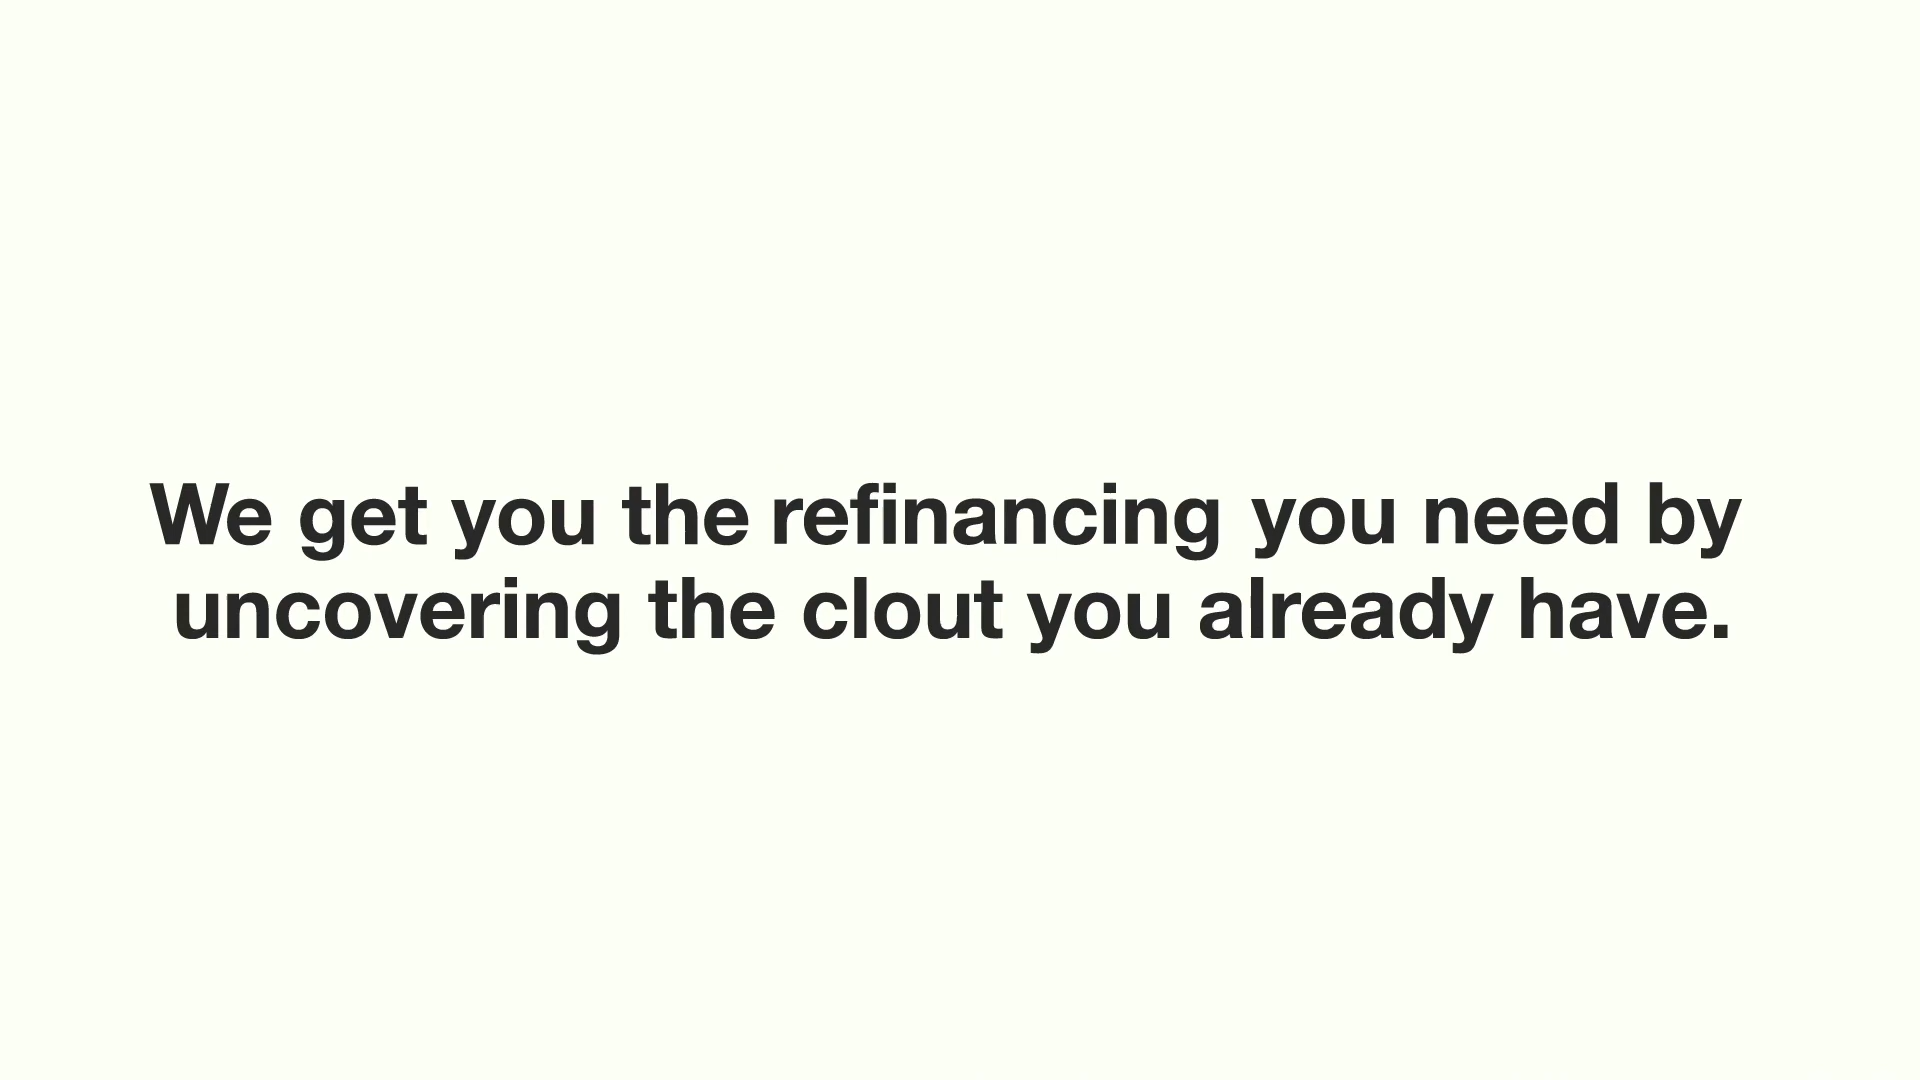 We get you the refinancing you need by
uncovering the clout you already have.